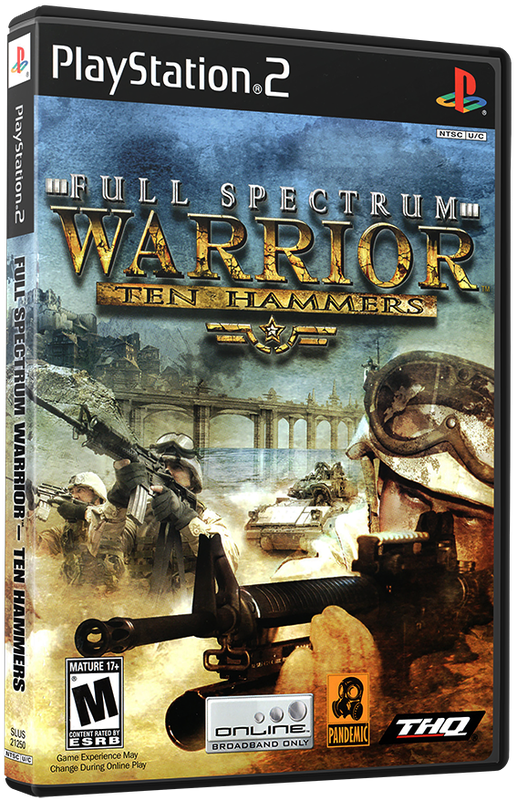 PlayStation®2
NTSC U/C
FULL SPECTRUM
WARRIOR™
TEN HAMMERS
MATURE 17+
M
CONTENT RATED BY
ESRB
Game Experience May
Change During Online Play
ONLINE
BROADBAND ONLY
PANDEMIC
THQ
PlayStation®2
FULL SPECTRUM WARRIOR™ – TEN HAMMERS
SLUS
21250
NTSC U/C